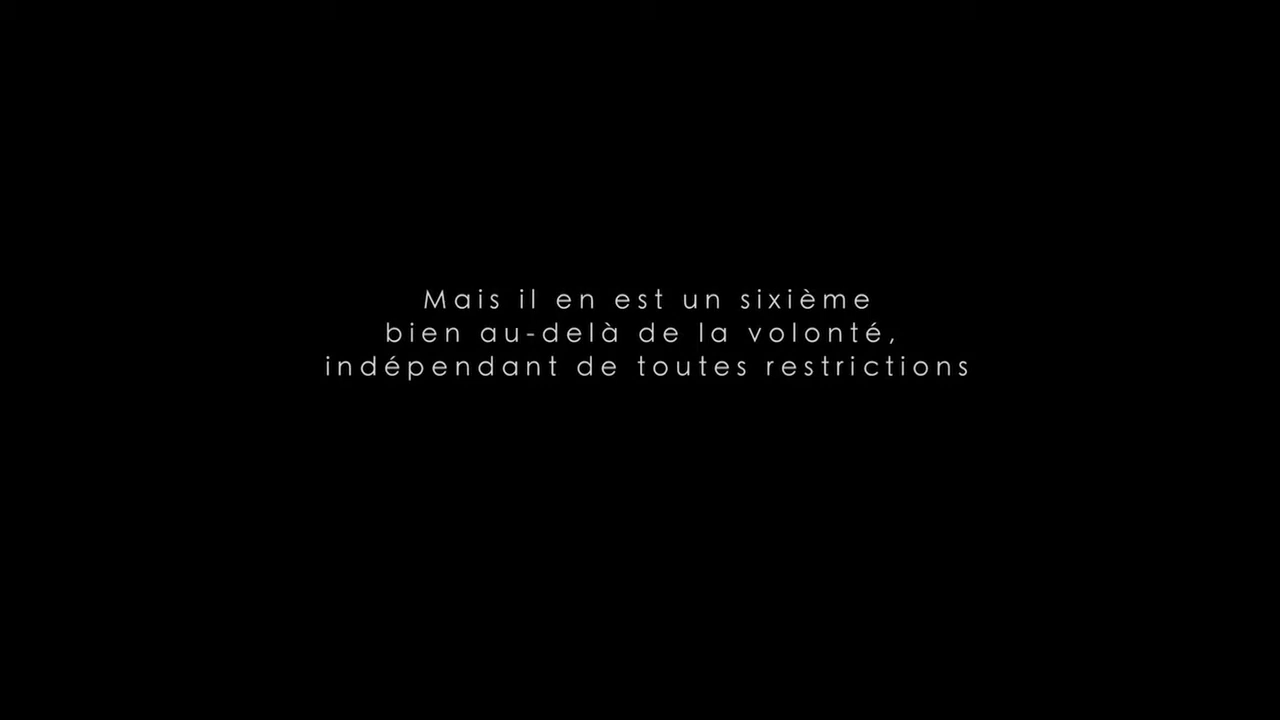 Mais il en est un sixième
bien au-delà de la volonté,
indépendant de toutes restrictions